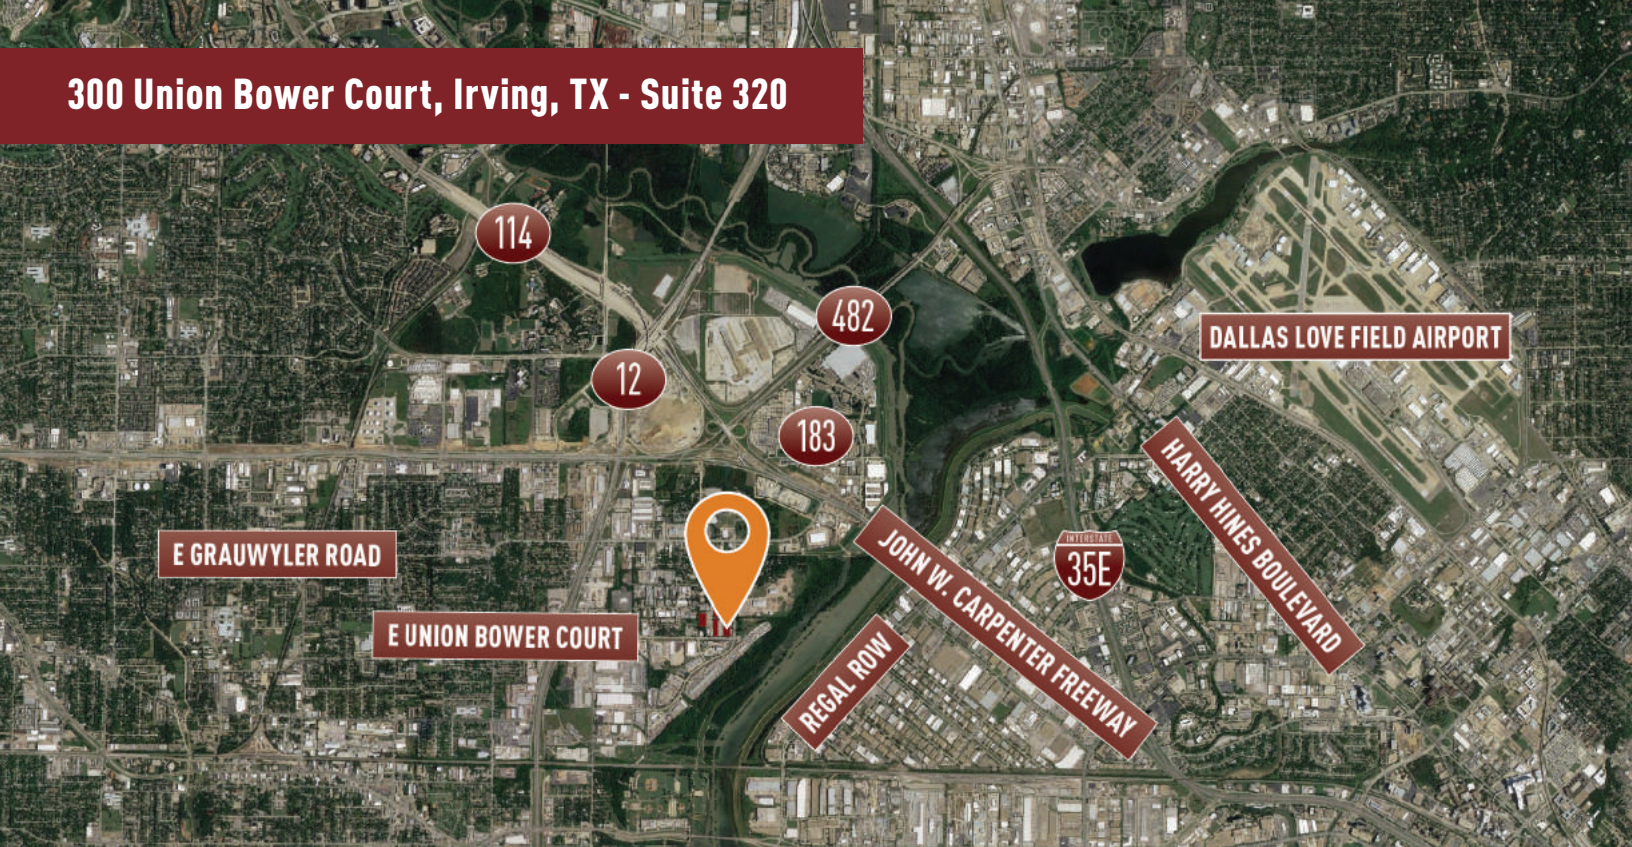 300 Union Bower Court, Irving, TX - Suite 320
114
482
12
183
DALLAS LOVE FIELD AIRPORT
HARRY HINES BOULEVARD
E GRAUWYLER ROAD
JOHN W. CARPENTER FREEWAY
INTERSTATE
35E
E UNION BOWER COURT
REGAL ROW